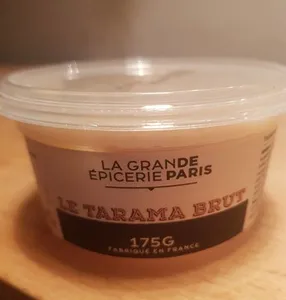 LA GRANDE
ÉPICERIE PARIS
LE TARAMA BRUT
175G
FABRIQUÉ EN FRANCE